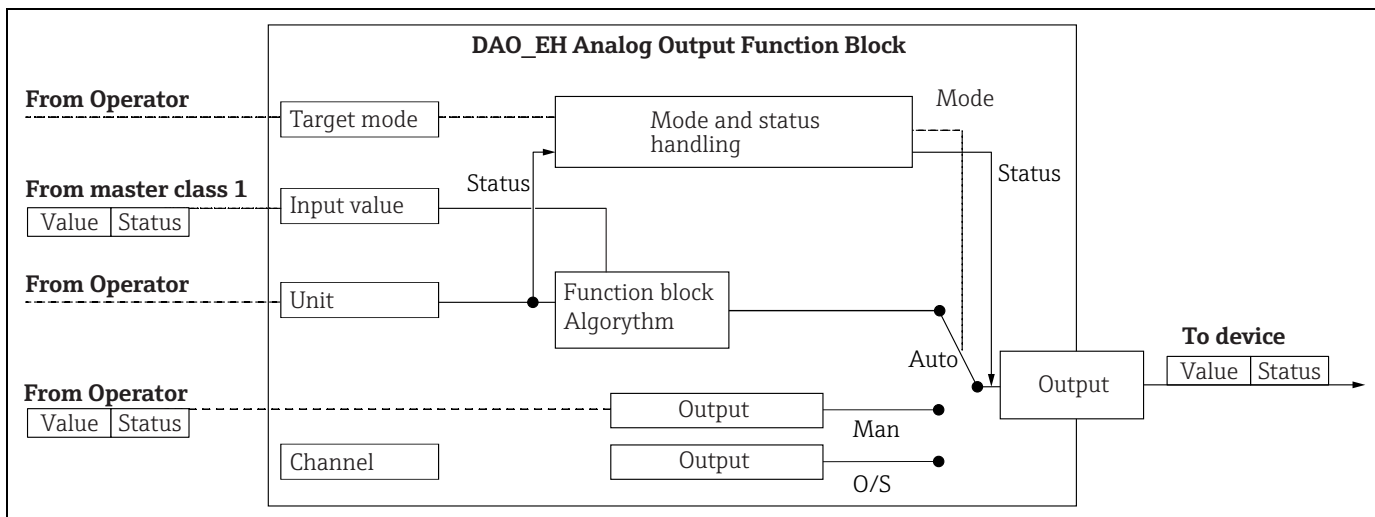 DAO_EH Analog Output Function Block
From Operator
Target mode
Mode and status
handling
Mode
Status
Status
From master class 1
Value Status
Input value
From Operator
Unit
Function block
Algorythm
Auto
To device
Value Status
Output
From Operator
Value Status
Output
Man
Channel
Output
O/S